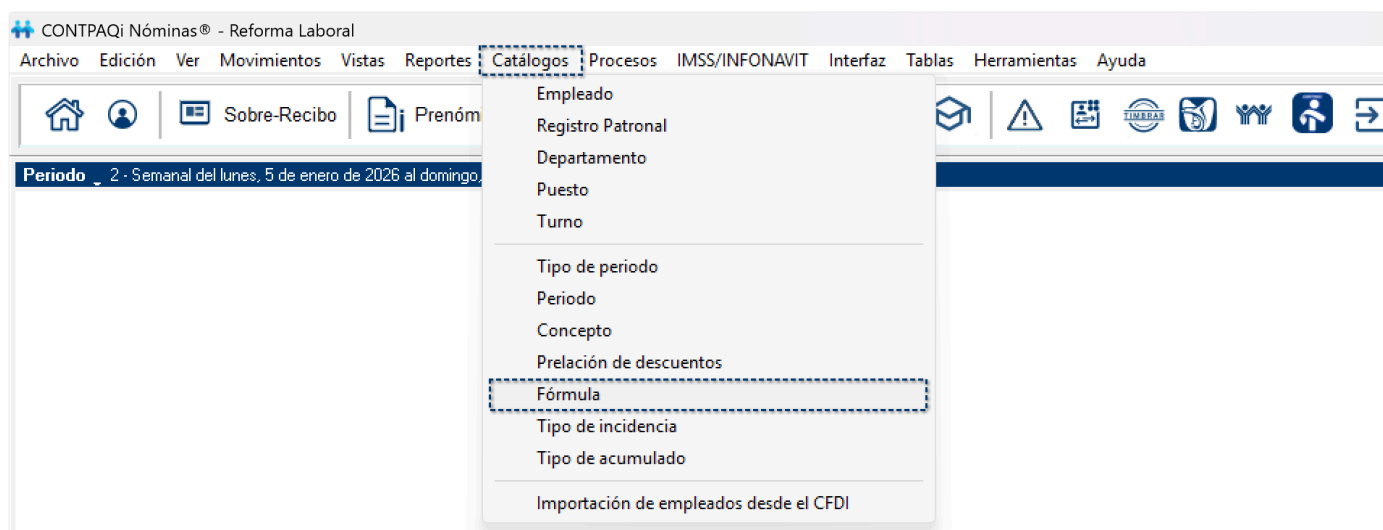 CONTPAQi Nóminas® - Reforma Laboral
Archivo Edición Ver Movimientos Vistas Reportes Catálogos Procesos IMSS/INFONAVIT Interfaz Tablas Herramientas Ayuda
Sobre-Recibo Prenóm
TIMBRAR
Periodo 2 - Semanal del lunes, 5 de enero de 2026 al domingo,
Empleado
Registro Patronal
Departamento
Puesto
Turno
Tipo de periodo
Periodo
Concepto
Prelación de descuentos
Fórmula
Tipo de incidencia
Tipo de acumulado
Importación de empleados desde el CFDI